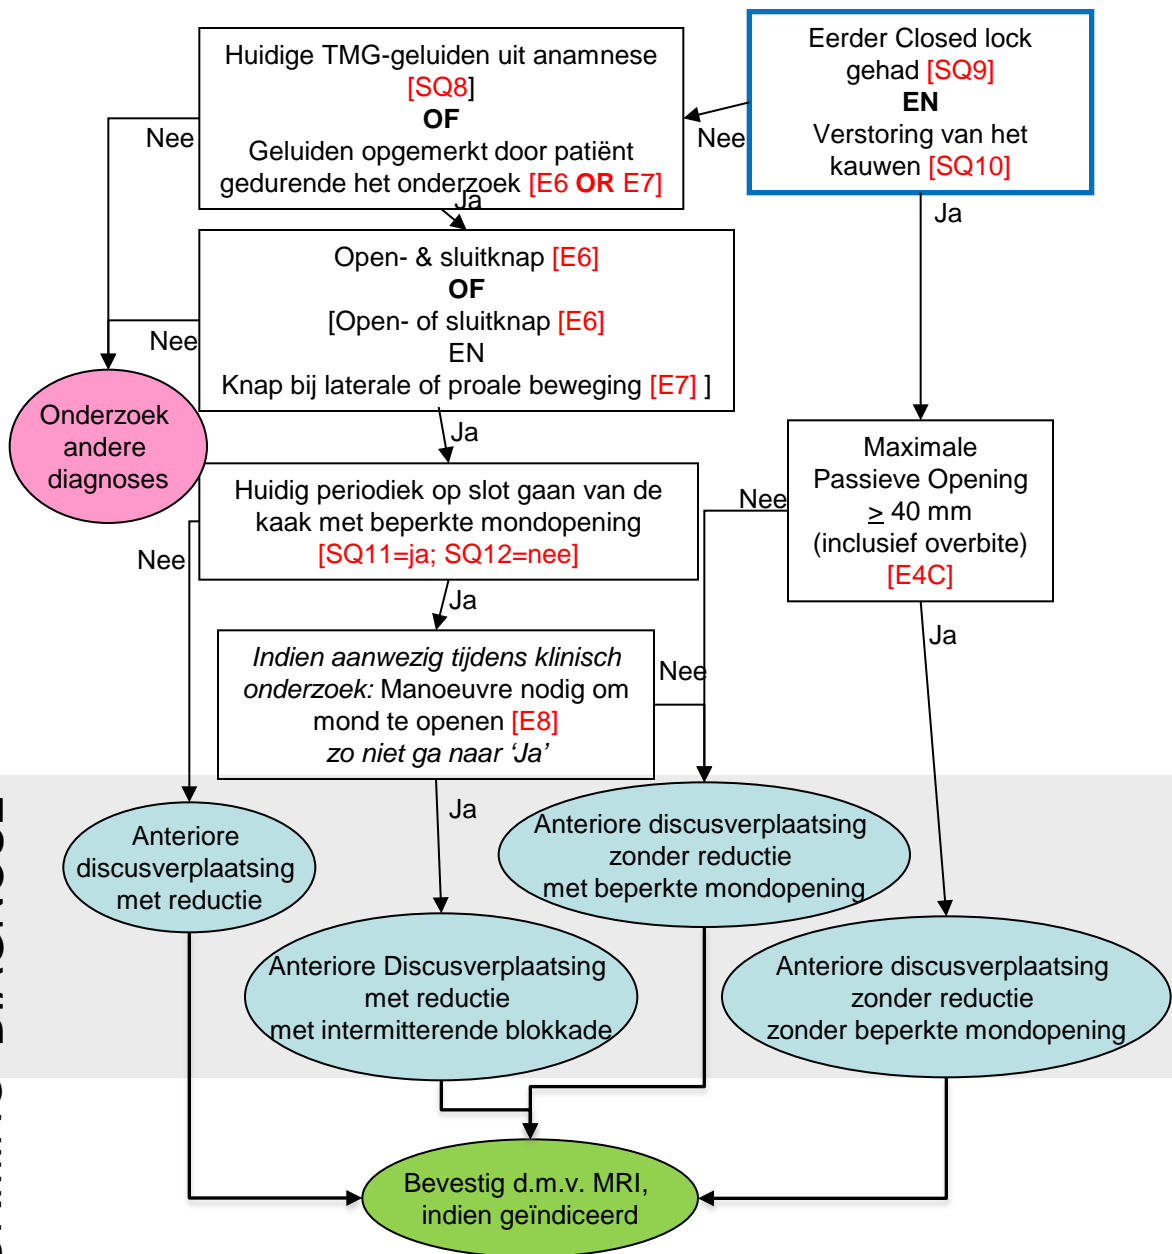 Eerder Closed lock
gehad [SQ9]
EN
Verstoring van het
kauwen [SQ10]
Nee
Ja
Huidige TMG-geluiden uit anamnese
[SQ8]
OF
Geluiden opgemerkt door patiënt
gedurende het onderzoek [E6 OR E7]
Nee
Ja
Open- & sluitknap [E6]
OF
[Open- of sluitknap [E6]
EN
Knap bij laterale of proale beweging [E7] ]
Nee
Ja
Onderzoek
andere
diagnoses
Huidig periodiek op slot gaan van de
kaak met beperkte mondopening
[SQ11=ja; SQ12=nee]
Nee
Ja
Maximale
Passieve Opening
≥ 40 mm
(inclusief overbite)
[E4C]
Nee
Ja
Indien aanwezig tijdens klinisch
onderzoek: Manoeuvre nodig om
mond te openen [E8]
zo niet ga naar ‘Ja’
Nee
Ja
Anteriore
discusverplaatsing
met reductie
Anteriore discusverplaatsing
zonder reductie
met beperkte mondopening
Anteriore Discusverplaatsing
met reductie
met intermitterende blokkade
Anteriore discusverplaatsing
zonder reductie
zonder beperkte mondopening
Bevestig d.m.v. MRI,
indien geïndiceerd